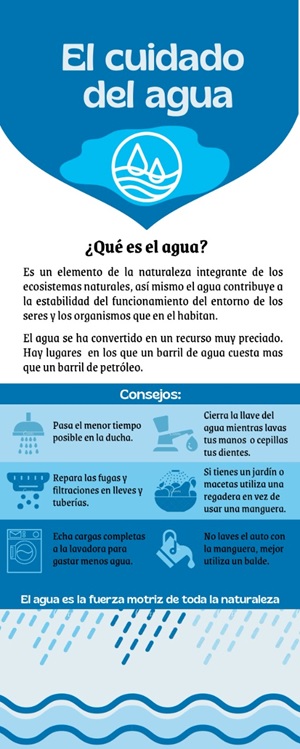 El cuidado
del agua
¿Qué es el agua?
Es un elemento de la naturaleza integrante de los
ecosistemas naturales, así mismo el agua contribuye a
la estabilidad del funcionamiento del entorno de los
seres y los organismos que en el habitan.
El agua se ha convertido en un recurso muy preciado.
Hay lugares en los que un barril de agua cuesta mas
que un barril de petróleo.
Consejos:
Pasa el menor tiempo
posible en la ducha.
Cierra la llave del
agua mientras lavas
tus manos o cepillas
tus dientes.
Repara las fugas y
filtraciones en lleves y
tuberías.
Si tienes un jardín o
macetas utiliza una
regadera en vez de
usar una manguera.
Echa cargas completas
a la lavadora para
gastar menos agua.
No laves el auto con
la manguera, mejor
utiliza un balde.
El agua es la fuerza motriz de toda la naturaleza